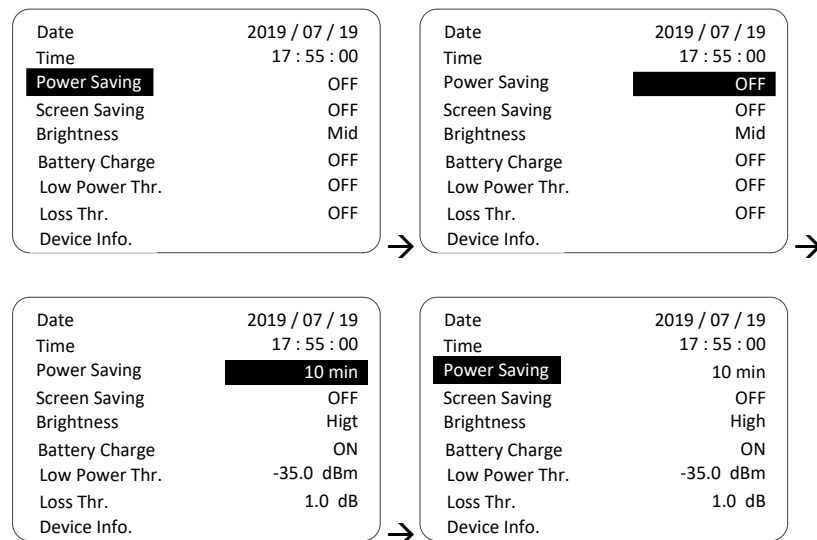 Date 2019 / 07 / 19
Time 17 : 55 : 00
Power Saving OFF
Screen Saving OFF
Brightness Mid
Battery Charge OFF
Low Power Thr. OFF
Loss Thr. OFF
Device Info.
→
Date 2019 / 07 / 19
Time 17 : 55 : 00
Power Saving OFF
Screen Saving OFF
Brightness Mid
Battery Charge OFF
Low Power Thr. OFF
Loss Thr. OFF
Device Info.
→
Date 2019 / 07 / 19
Time 17 : 55 : 00
Power Saving 10 min
Screen Saving OFF
Brightness Higt
Battery Charge ON
Low Power Thr. -35.0 dBm
Loss Thr. 1.0 dB
Device Info.
→
Date 2019 / 07 / 19
Time 17 : 55 : 00
Power Saving 10 min
Screen Saving OFF
Brightness High
Battery Charge ON
Low Power Thr. -35.0 dBm
Loss Thr. 1.0 dB
Device Info.